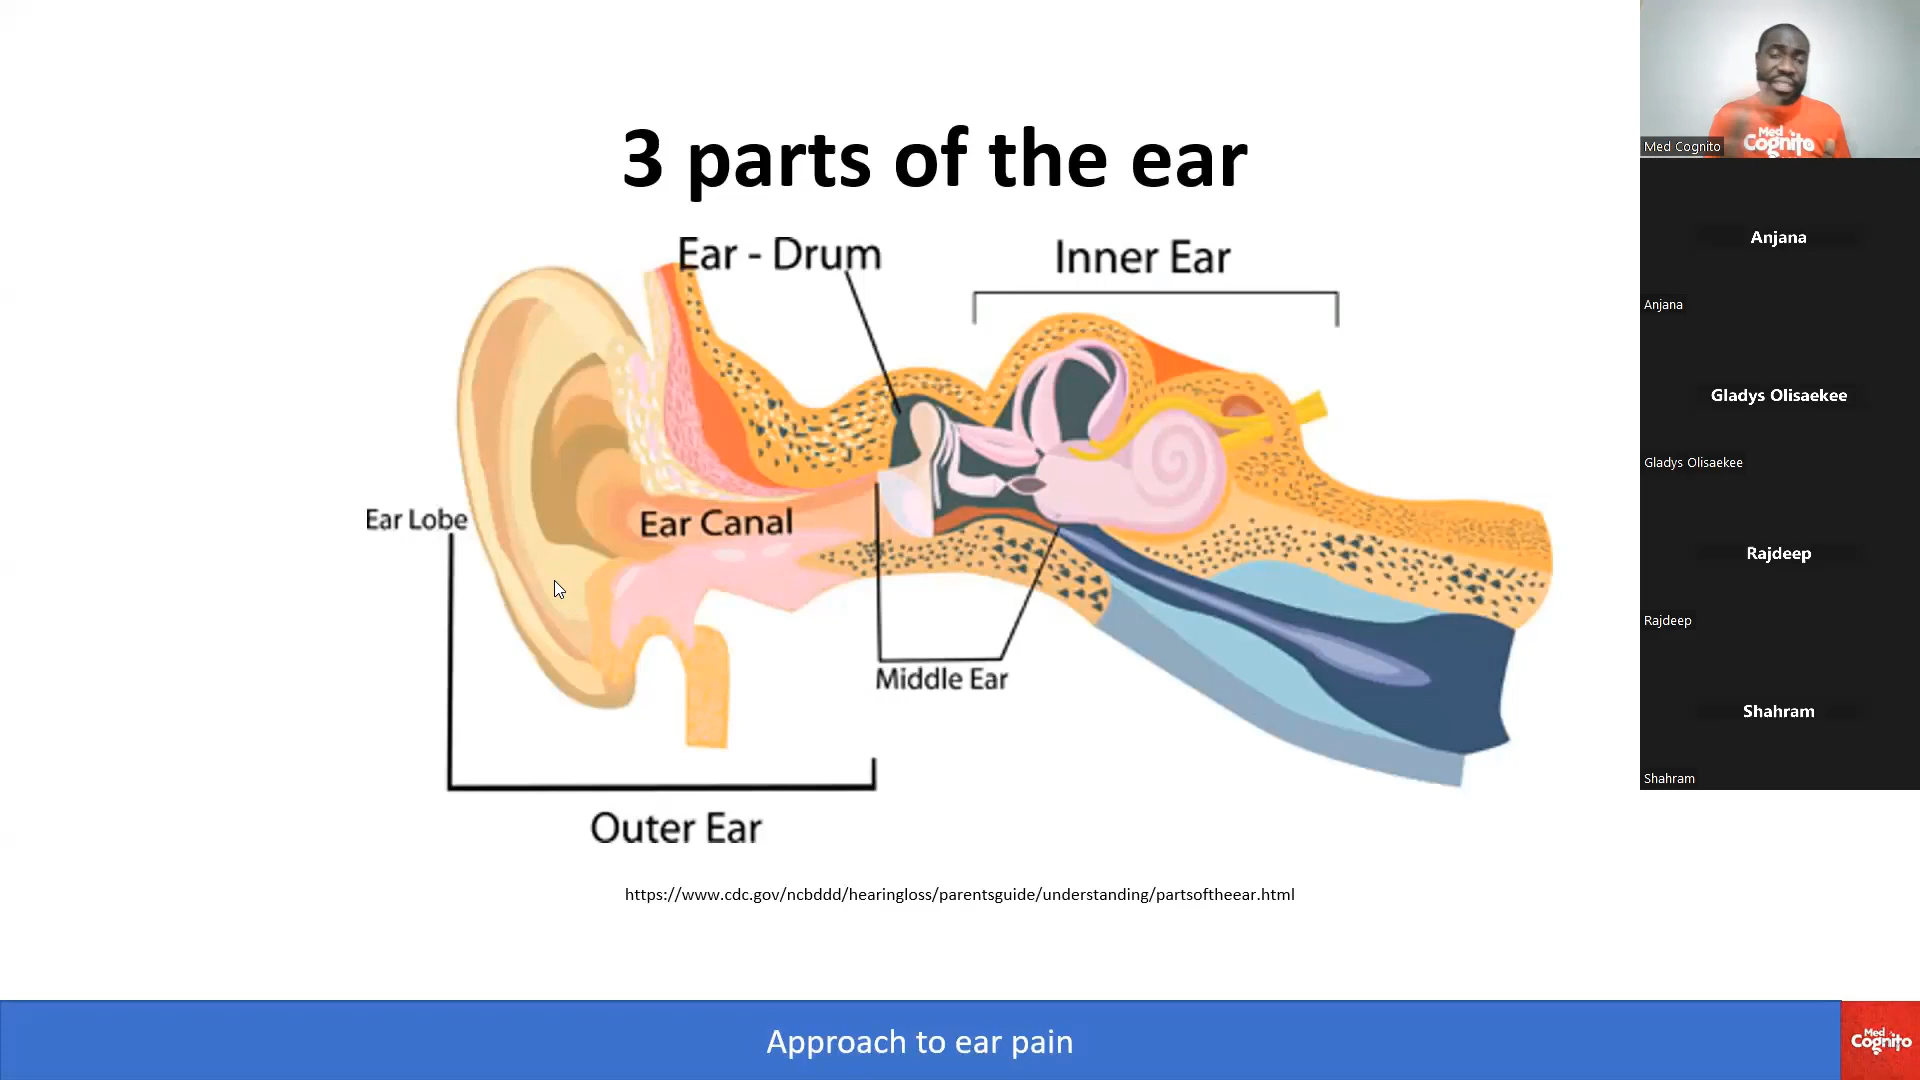 3 parts of the ear
Ear - Drum
Inner Ear
Ear Lobe
Ear Canal
Middle Ear
Outer Ear
https://www.cdc.gov/ncbddd/hearingloss/parentsguide/understanding/partsoftheear.html
Approach to ear pain
Med
Cognito
Med
Cognito
Med Cognito
Anjana
Anjana
Gladys Olisaekee
Gladys Olisaekee
Rajdeep
Rajdeep
Shahram
Shahram